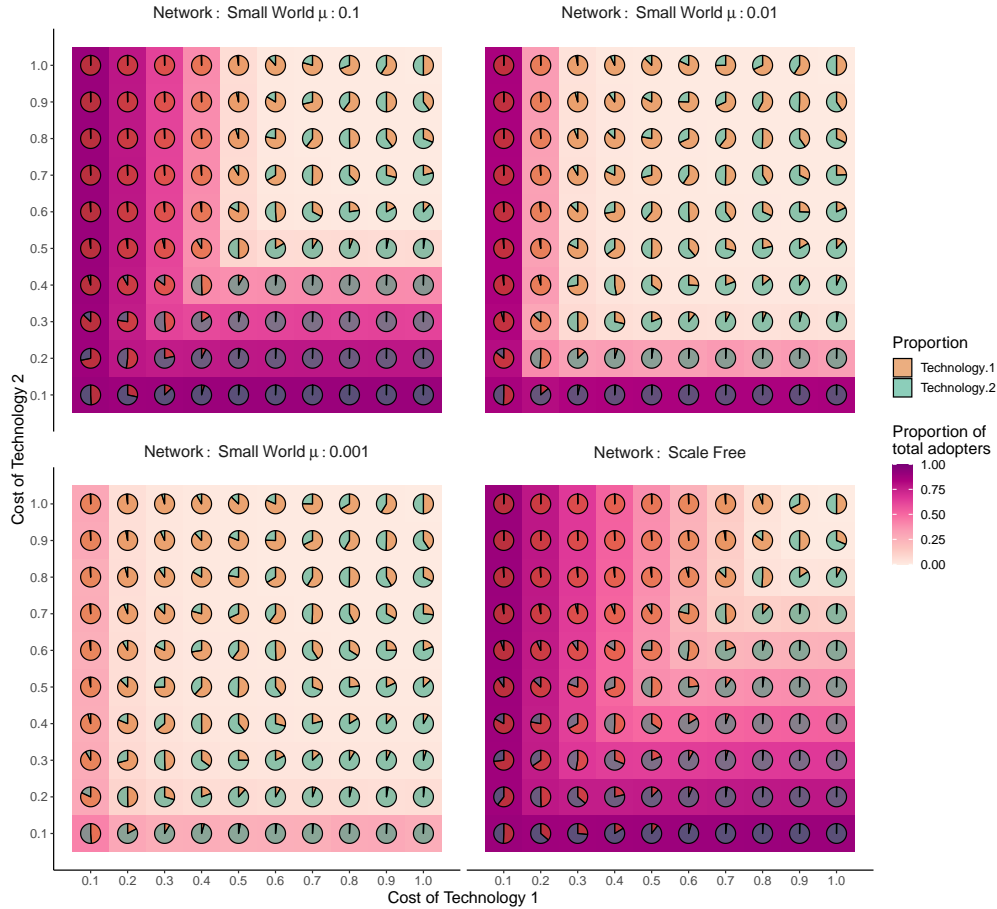 Network : Small World μ : 0.1
Network : Small World μ : 0.01
1.0
0.9
0.8
0.7
0.6
0.5
0.4
0.3
0.2
0.1
Network : Small World μ : 0.001
Network : Scale Free
1.0
0.9
0.8
0.7
0.6
0.5
0.4
0.3
0.2
0.1
Cost of Technology 2
0.1 0.2 0.3 0.4 0.5 0.6 0.7 0.8 0.9 1.0
0.1 0.2 0.3 0.4 0.5 0.6 0.7 0.8 0.9 1.0
Cost of Technology 1
Proportion
Technology.1
Technology.2
Proportion of
total adopters
1.00
0.75
0.50
0.25
0.00